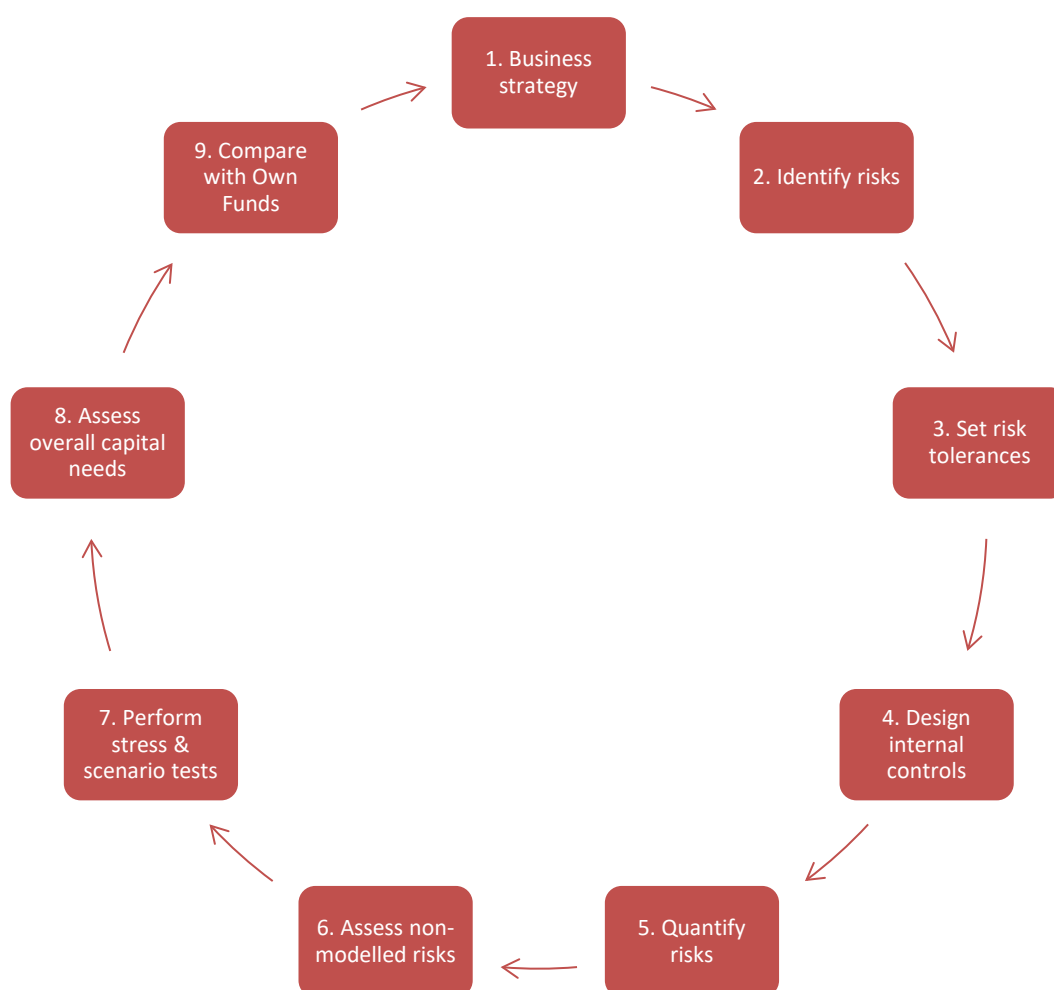 1. Business
strategy
2. Identify risks
3. Set risk
tolerances
4. Design
internal
controls
5. Quantify
risks
6. Assess non-
modelled risks
7. Perform
stress &
scenario tests
8. Assess
overall capital
needs
9. Compare
with Own
Funds